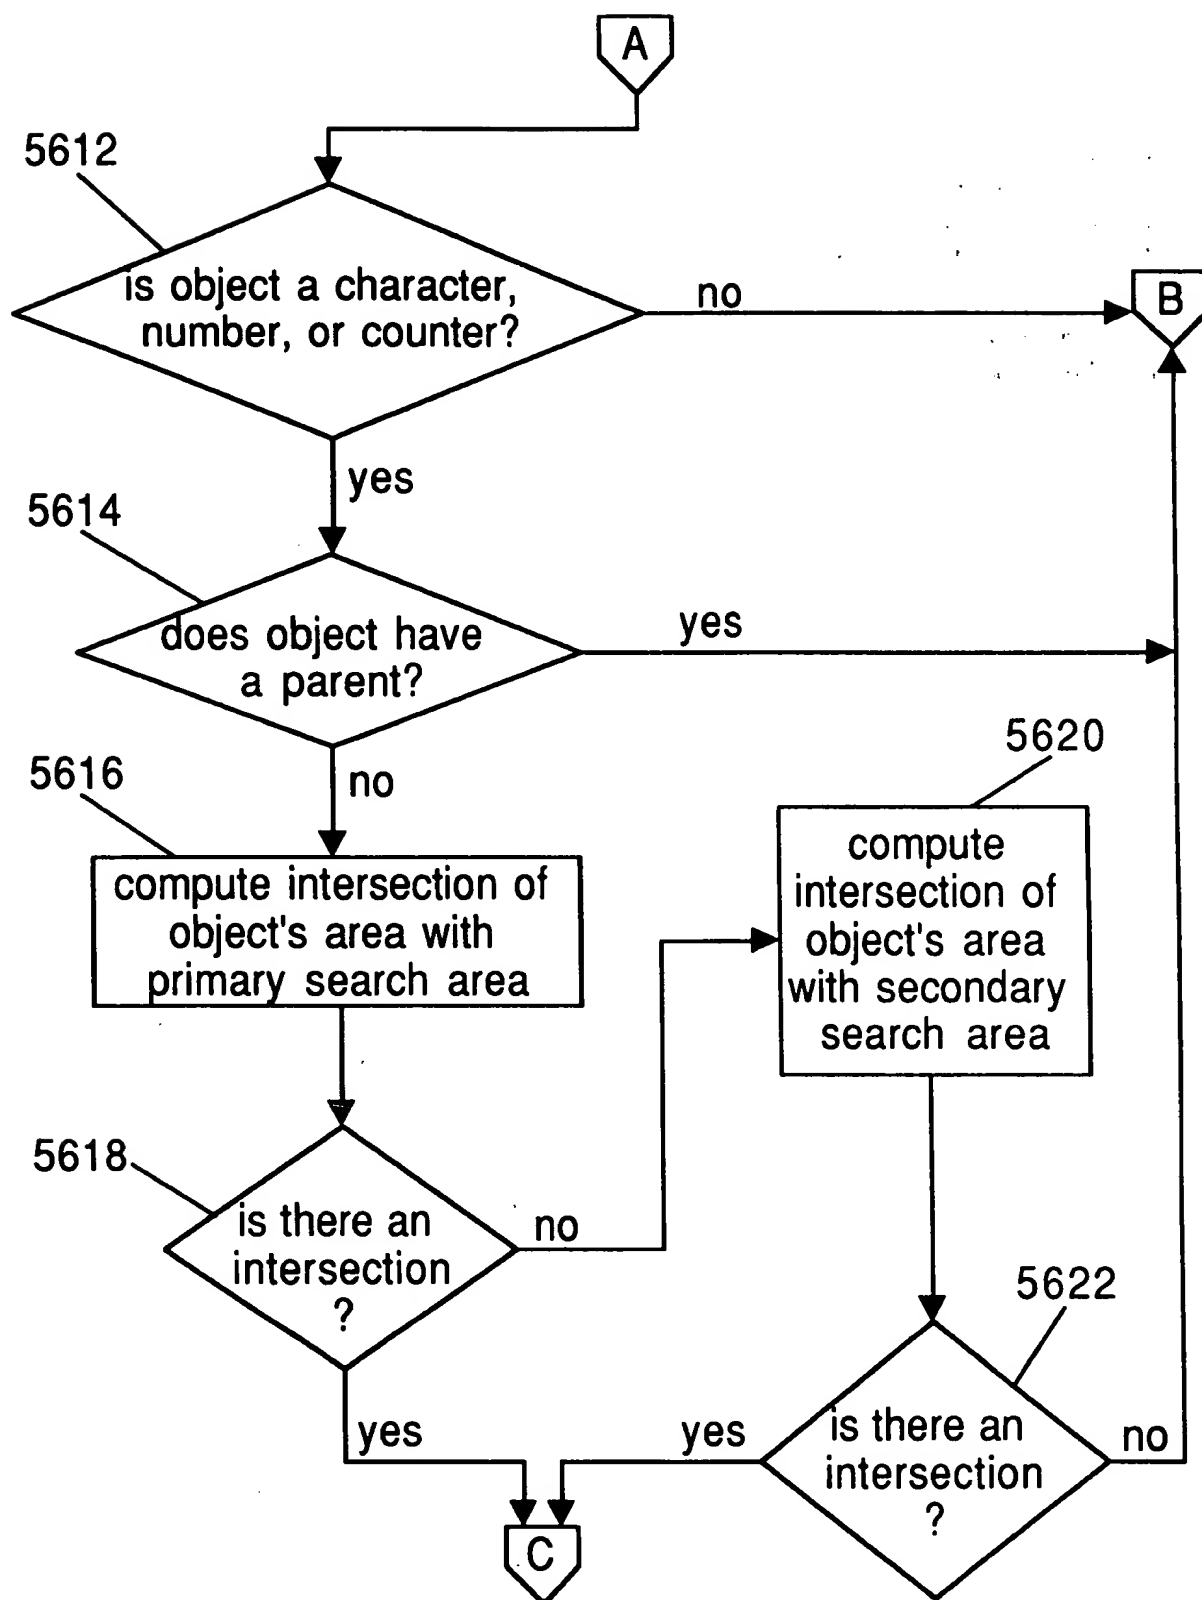 A
5612
is object a character,
number, or counter?
no
B
yes
5614
does object have
a parent?
yes
no
5616
compute intersection of
object's area with
primary search area
5620
compute
intersection of
object's area
with secondary
search area
5618
is there an
intersection
?
no
yes
5622
is there an
intersection
?
yes
no
C